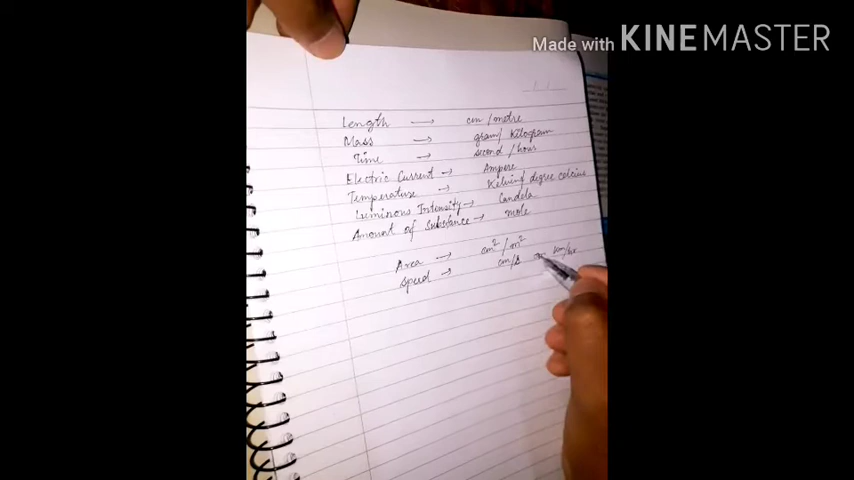 Made with KINEMASTER
Length → cm/metre
Mass → gram/Kilogram
Time → second/hour
Electric Current → Ampere
Temperature → Kelvin/degree celcius
Luminous Intensity → Candela
Amount of Substance → mole
Area → cm²/m²
Speed → cm/s km/hr